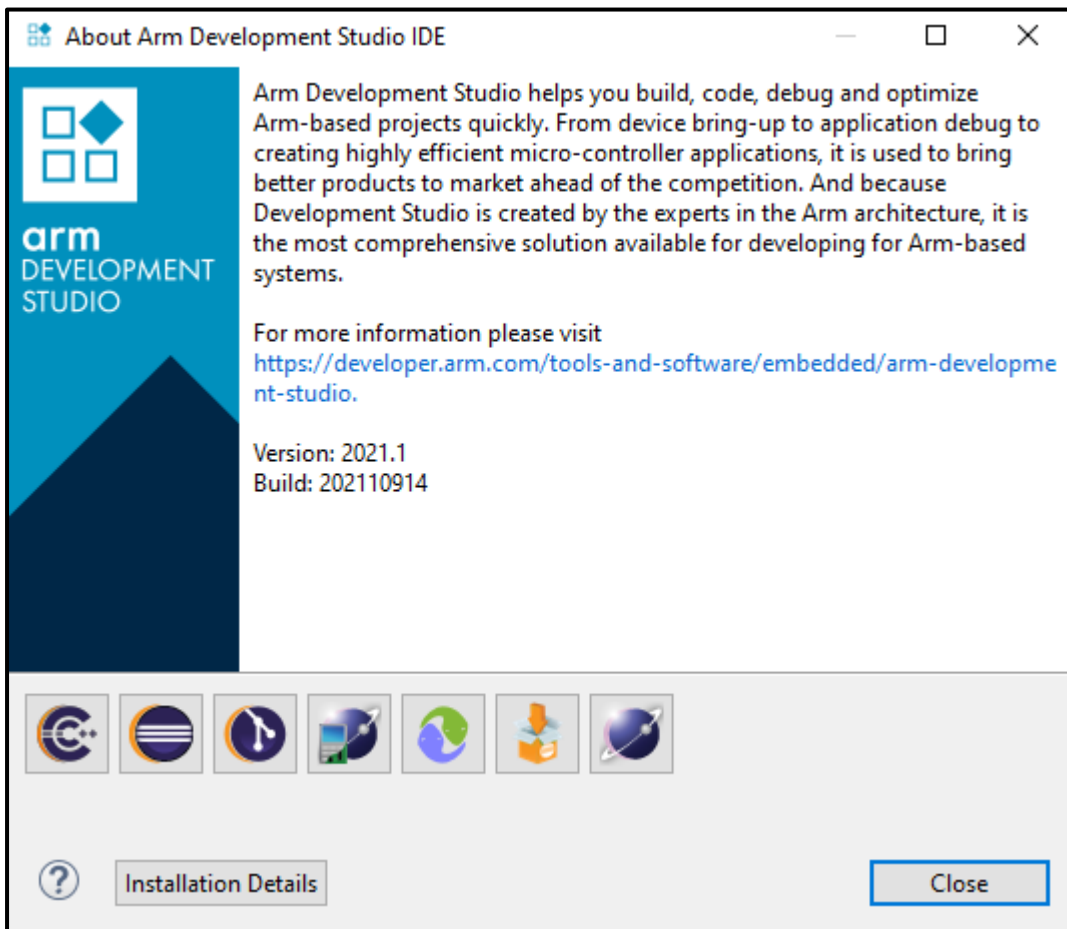 About Arm Development Studio IDE
arm
DEVELOPMENT
STUDIO
Arm Development Studio helps you build, code, debug and optimize
Arm-based projects quickly. From device bring-up to application debug to
creating highly efficient micro-controller applications, it is used to bring
better products to market ahead of the competition. And because
Development Studio is created by the experts in the Arm architecture, it is
the most comprehensive solution available for developing for Arm-based
systems.
For more information please visit
https://developer.arm.com/tools-and-software/embedded/arm-developme
nt-studio.
Version: 2021.1
Build: 202110914
C++
?
Installation Details
Close